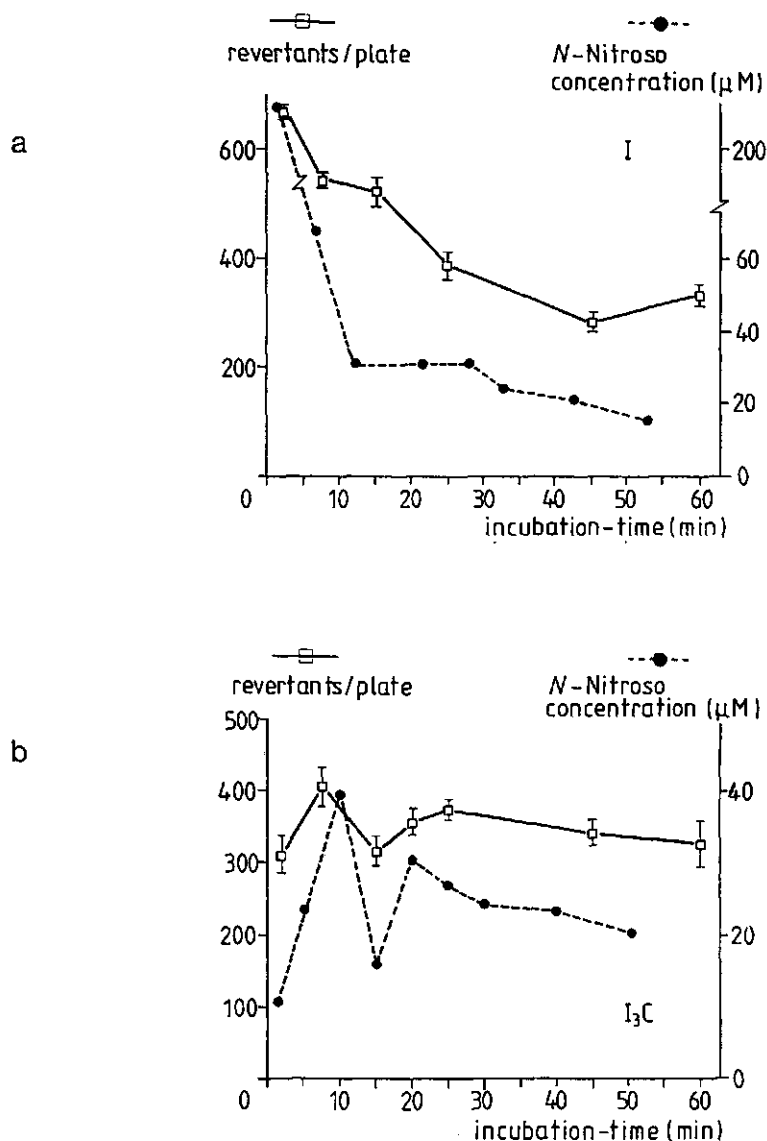 revertants/plate
N-Nitroso
concentration (µM)
a
I
600
400
200
200
60
40
20
0
0 10 20 30 40 50 60
incubation-time (min)
revertants/plate
N-Nitroso
concentration (µM)
b
500
400
300
200
100
40
20
0
I₃C
0 10 20 30 40 50 60
incubation-time (min)